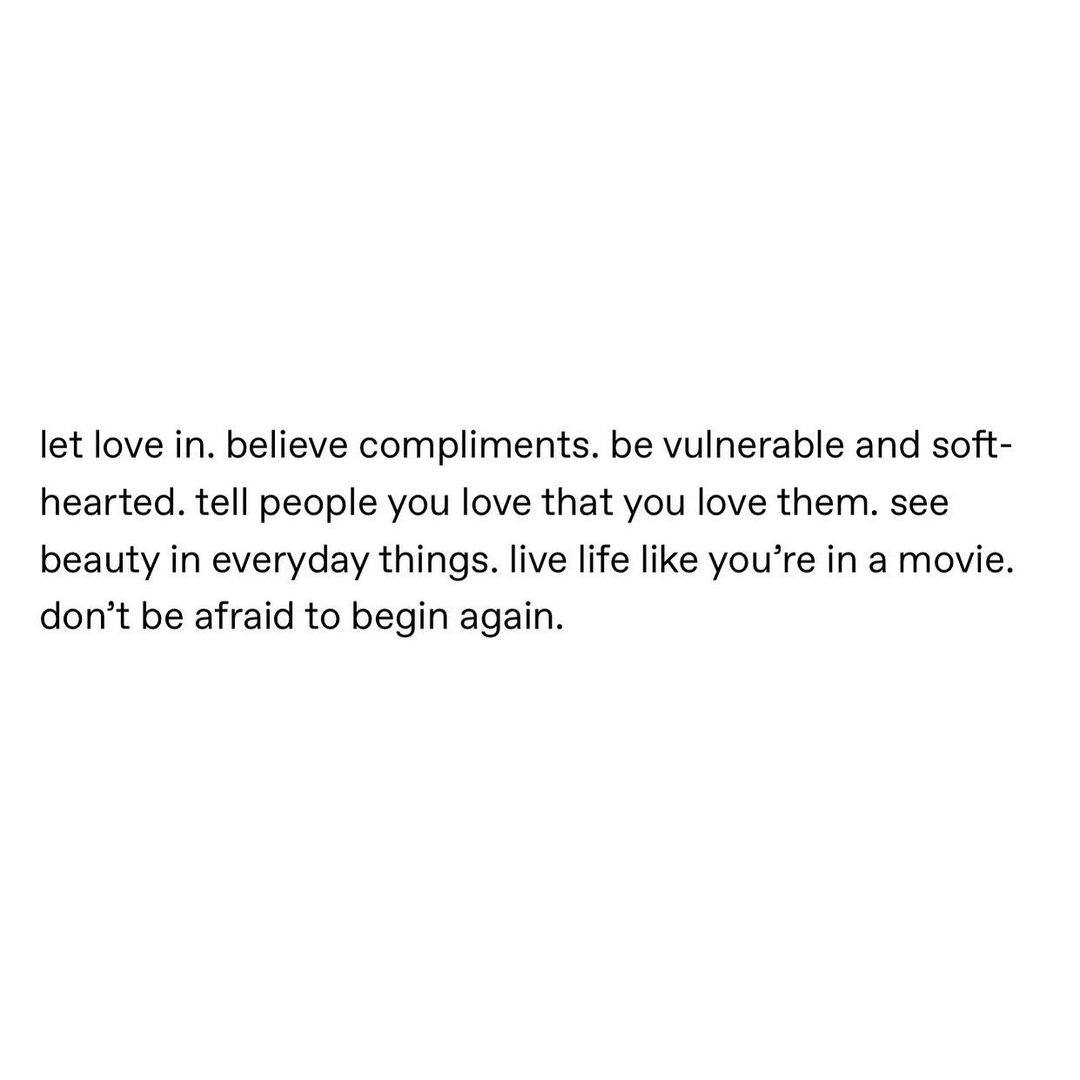 let love in. believe compliments. be vulnerable and soft-
hearted. tell people you love that you love them. see
beauty in everyday things. live life like you’re in a movie.
don’t be afraid to begin again.